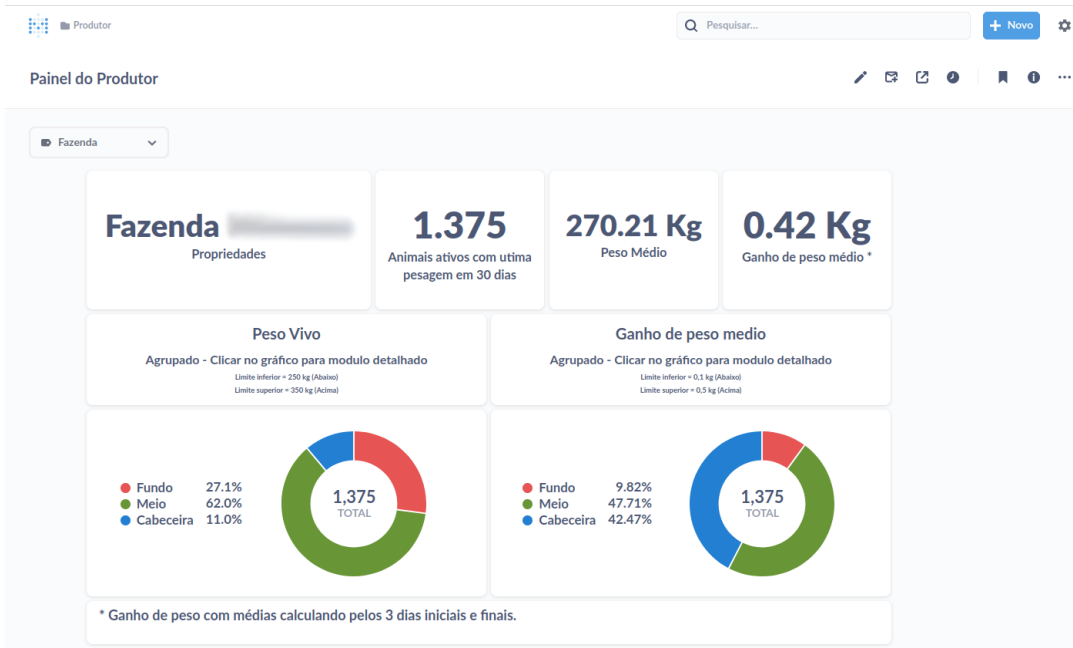 Produtor
Pesquisar...
+ Novo
Painel do Produtor
Fazenda
Fazenda
Propriedades
1.375
Animais ativos com utima
pesagem em 30 dias
270.21 Kg
Peso Médio
0.42 Kg
Ganho de peso médio *
Peso Vivo
Agrupado - Clicar no gráfico para modulo detalhado
Limite inferior = 250 kg (Abaixo)
Limite superior = 350 kg (Acima)
Ganho de peso medio
Agrupado - Clicar no gráfico para modulo detalhado
Limite inferior = 0,1 kg (Abaixo)
Limite superior = 0,5 kg (Acima)
Fundo 27.1%
Meio 62.0%
Cabeceira 11.0%
1,375
TOTAL
Fundo 9.82%
Meio 47.71%
Cabeceira 42.47%
1,375
TOTAL
* Ganho de peso com médias calculando pelos 3 dias iniciais e finais.